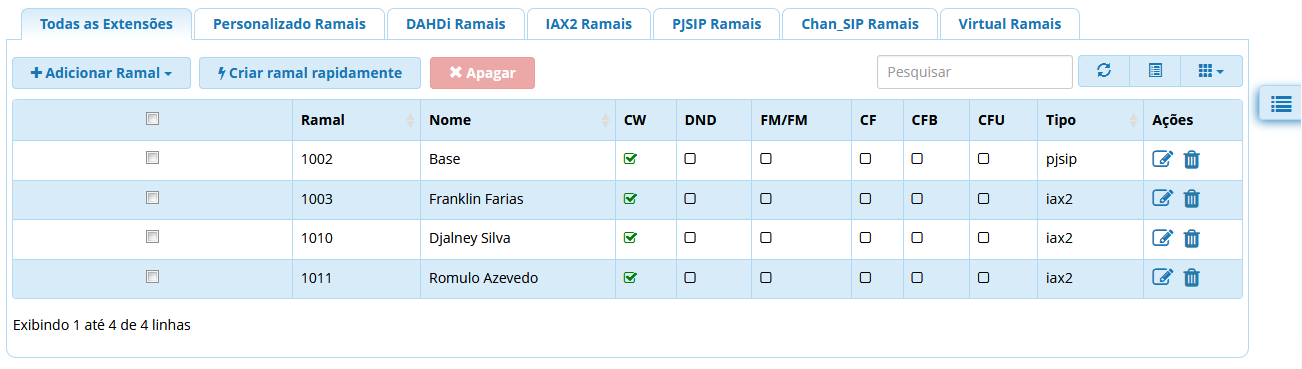 Todas as Extensões Personalizado Ramais DAHDi Ramais IAX2 Ramais PJSIP Ramais Chan_SIP Ramais Virtual Ramais
Adicionar Ramal Criar ramal rapidamente Apagar Pesquisar
Ramal Nome CW DND FM/FM CF CFB CFU Tipo Ações
1002 Base pjsip
1003 Franklin Farias iax2
1010 Djalney Silva iax2
1011 Romulo Azevedo iax2
Exibindo 1 até 4 de 4 linhas